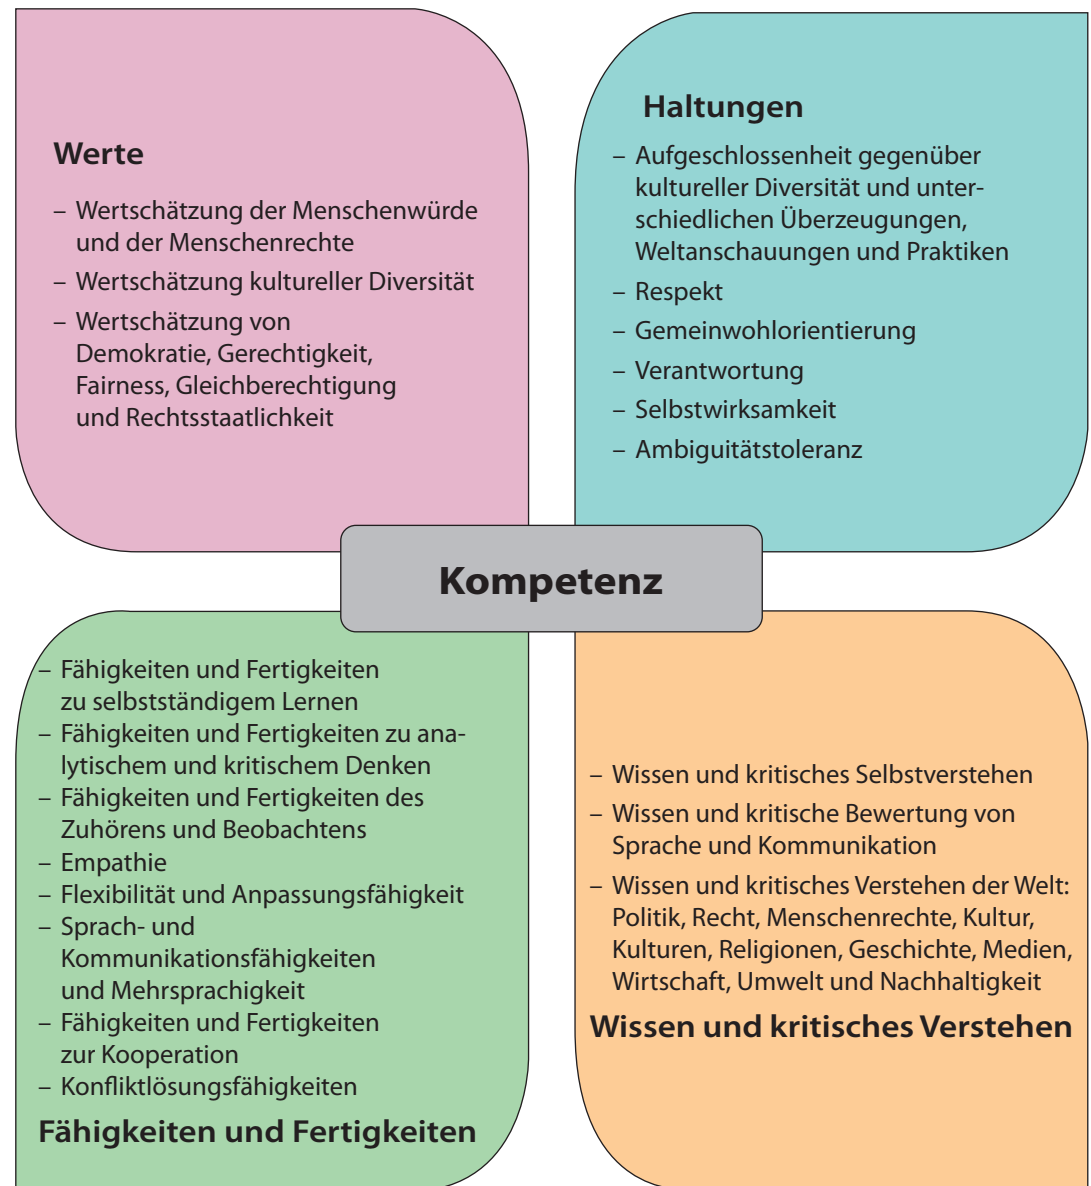 Werte
– Wertschätzung der Menschenwürde
und der Menschenrechte
– Wertschätzung kultureller Diversität
– Wertschätzung von
Demokratie, Gerechtigkeit,
Fairness, Gleichberechtigung
und Rechtsstaatlichkeit
Haltungen
– Aufgeschlossenheit gegenüber
kultureller Diversität und unter-
schiedlichen Überzeugungen,
Weltanschauungen und Praktiken
– Respekt
– Gemeinwohlorientierung
– Verantwortung
– Selbstwirksamkeit
– Ambiguitätstoleranz
Kompetenz
– Fähigkeiten und Fertigkeiten
zu selbstständigem Lernen
– Fähigkeiten und Fertigkeiten zu ana-
lytischem und kritischem Denken
– Fähigkeiten und Fertigkeiten des
Zuhörens und Beobachtens
– Empathie
– Flexibilität und Anpassungsfähigkeit
– Sprach- und
Kommunikationsfähigkeiten
und Mehrsprachigkeit
– Fähigkeiten und Fertigkeiten
zur Kooperation
– Konfliktlösungsfähigkeiten
Fähigkeiten und Fertigkeiten
– Wissen und kritisches Selbstverstehen
– Wissen und kritische Bewertung von
Sprache und Kommunikation
– Wissen und kritisches Verstehen der Welt:
Politik, Recht, Menschenrechte, Kultur,
Kulturen, Religionen, Geschichte, Medien,
Wirtschaft, Umwelt und Nachhaltigkeit
Wissen und kritisches Verstehen